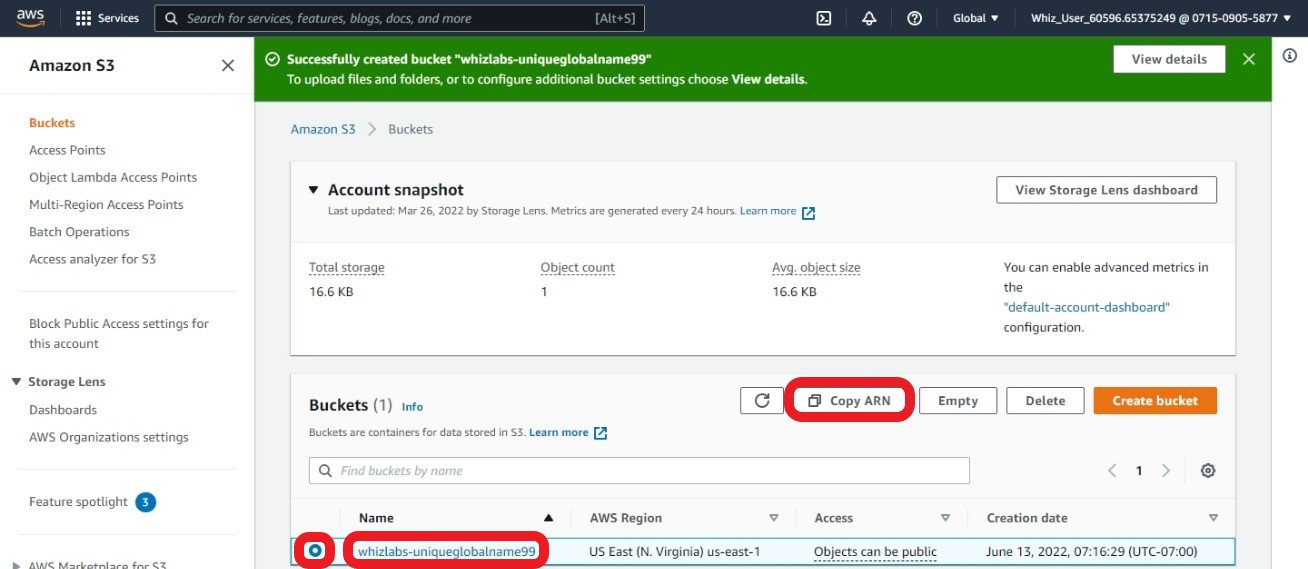 aws Services Search for services, features, blogs, docs, and more [Alt+S] Global Whiz_User_60596.65375249 @ 0715-0905-5877
Amazon S3
Buckets
Access Points
Object Lambda Access Points
Multi-Region Access Points
Batch Operations
Access analyzer for S3
Block Public Access settings for
this account
Storage Lens
Dashboards
AWS Organizations settings
Feature spotlight 3
AWS Marketplace for S3
Successfully created bucket "whizlabs-uniqueglobalname99"
To upload files and folders, or to configure additional bucket settings choose View details.
View details
Amazon S3 Buckets
Account snapshot
Last updated: Mar 26, 2022 by Storage Lens. Metrics are generated every 24 hours. Learn more
View Storage Lens dashboard
Total storage
16.6 KB
Object count
1
Avg. object size
16.6 KB
You can enable advanced metrics in
the
"default-account-dashboard"
configuration.
Buckets (1) Info
Copy ARN Empty Delete Create bucket
Buckets are containers for data stored in S3. Learn more
Find buckets by name
1
Name AWS Region Access Creation date
whizlabs-uniqueglobalname99 US East (N. Virginia) us-east-1 Objects can be public June 13, 2022, 07:16:29 (UTC-07:00)